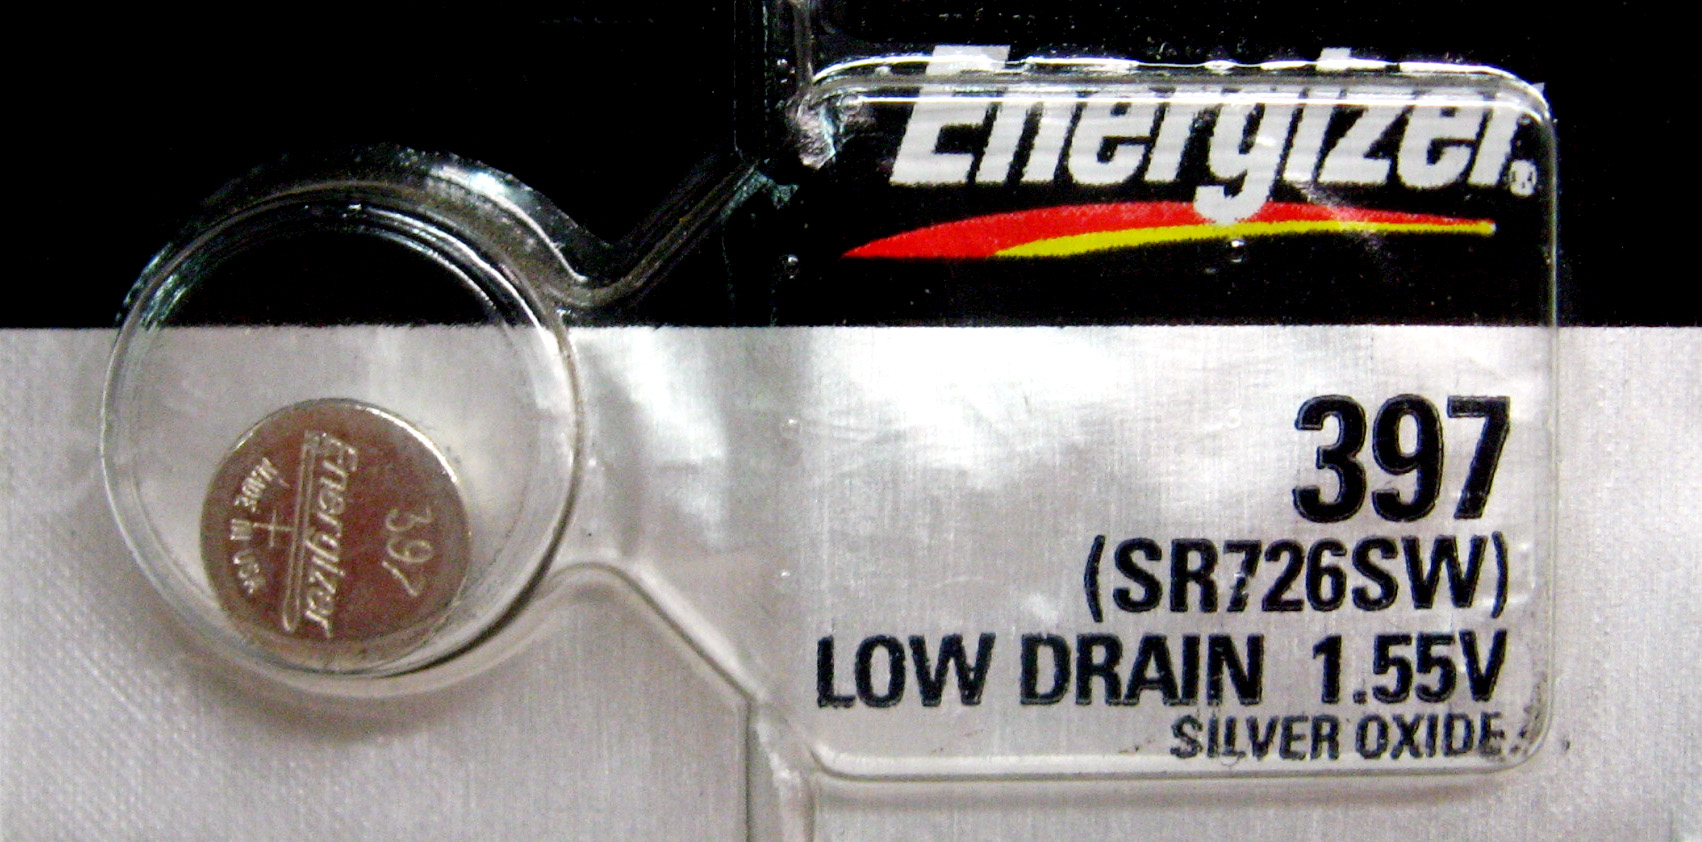 Energizer®
397
(SR726SW)
LOW DRAIN 1.55V
SILVER OXIDE
397
Energizer
+
MADE IN USA